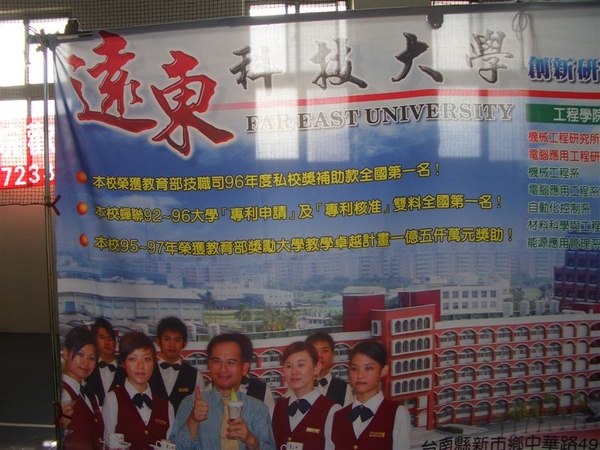 遠東科技大學
FAR EAST UNIVERSITY
創新研
工程學院
機械工程研究所
電腦應用工程研
機械工程系
電腦應用工程系
自動化控制系
材料科學與工程
能源應用管理系
本校榮獲教育部技職司96年度私校獎補助款全國第一名！
本校蟬聯92~96大學「專利申請」及「專利核准」雙料全國第一名！
本校95~97年榮獲教育部獎勵大學教學卓越計畫一億五仟萬元獎助！
台南縣新市鄉中華路49
723